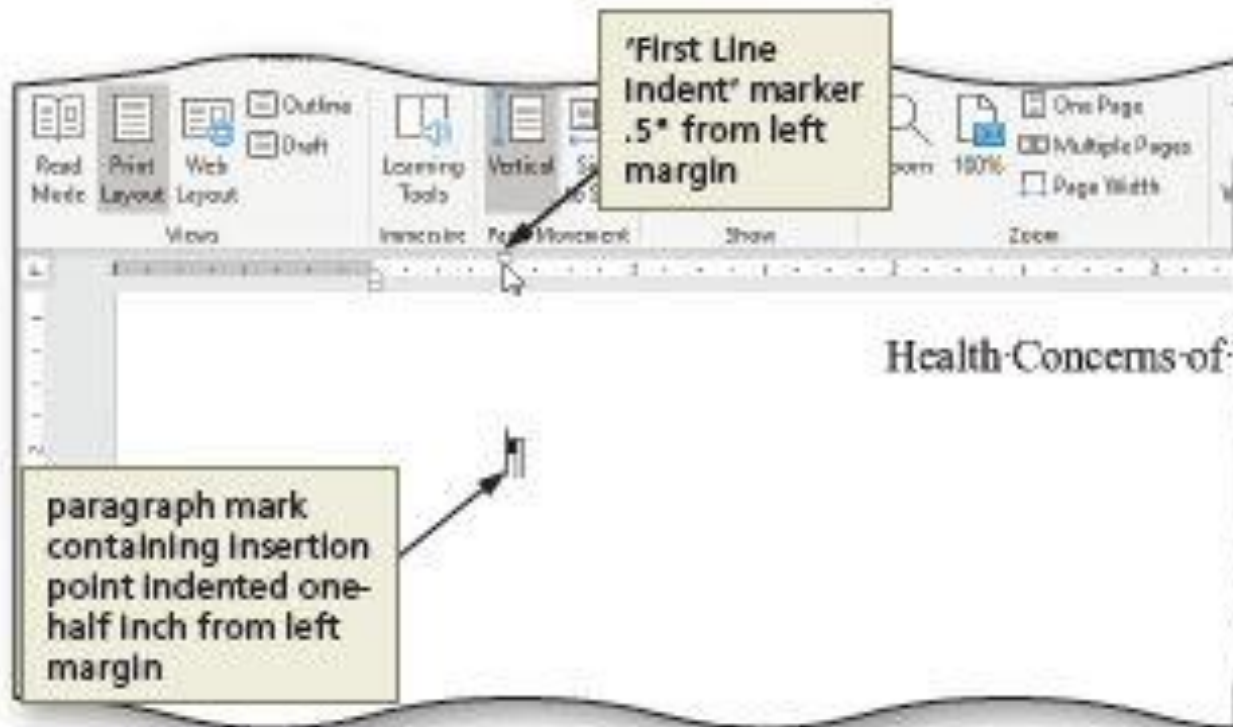 'First Line
Indent' marker
.5" from left
margin
Read
Mode
Print
Layout
Web
Layout
Outline
Draft
Learning
Tools
Vertical
100%
One Page
Multiple Pages
Page Width
Views
Immersive
Movement
Show
Zoom
Health·Concerns·of·
¶
paragraph mark
containing insertion
point indented one-
half inch from left
margin